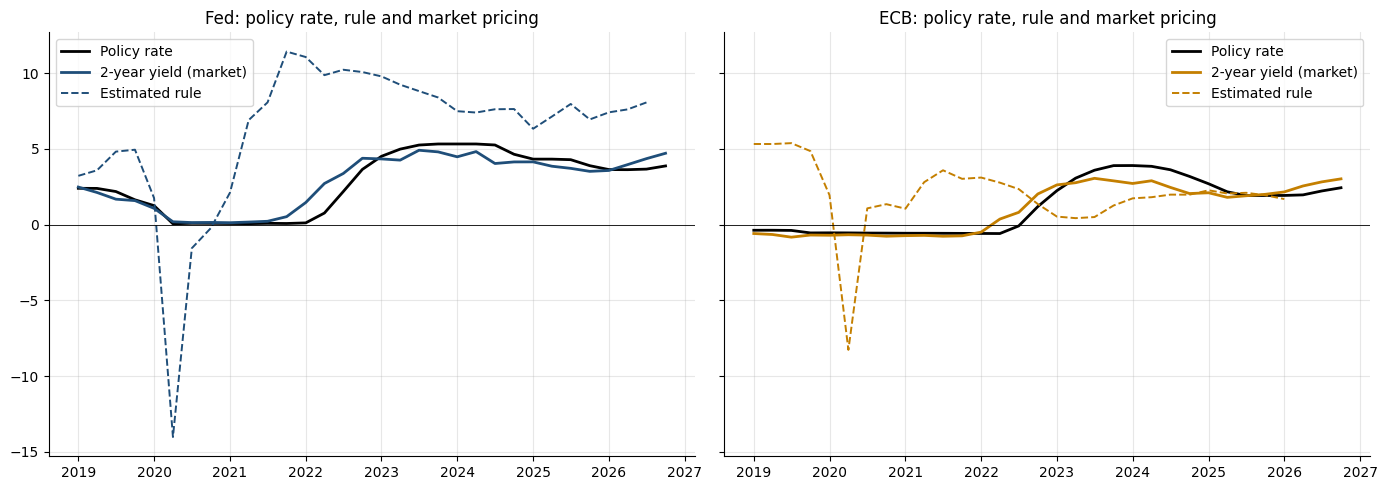 Fed: policy rate, rule and market pricing
Policy rate
2-year yield (market)
Estimated rule
10
5
0
−5
−10
−15
2019 2020 2021 2022 2023 2024 2025 2026 2027
ECB: policy rate, rule and market pricing
Policy rate
2-year yield (market)
Estimated rule
2019 2020 2021 2022 2023 2024 2025 2026 2027